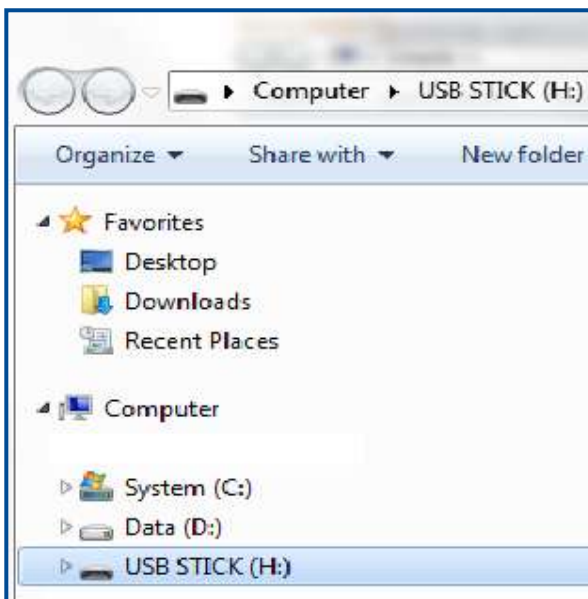 Computer USB STICK (H:)
Organize Share with New folder
Favorites
Desktop
Downloads
Recent Places
Computer
System (C:)
Data (D:)
USB STICK (H:)